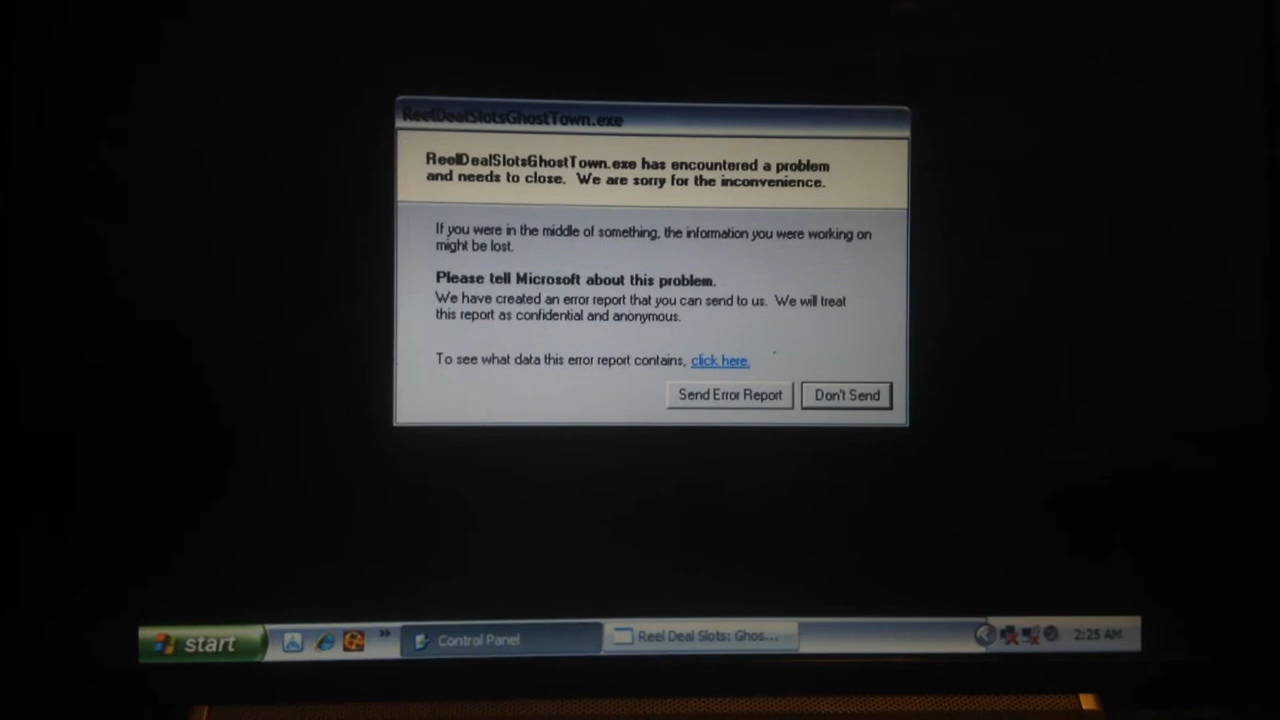 ReelDealSlotsGhostTown.exe
ReelDealSlotsGhostTown.exe has encountered a problem
and needs to close.  We are sorry for the inconvenience.
If you were in the middle of something, the information you were working on
might be lost.
Please tell Microsoft about this problem.
We have created an error report that you can send to us.  We will treat
this report as confidential and anonymous.
To see what data this error report contains, click here.
Send Error Report Don't Send
start » Control Panel Reel Deal Slots: Ghos... 2:25 AM